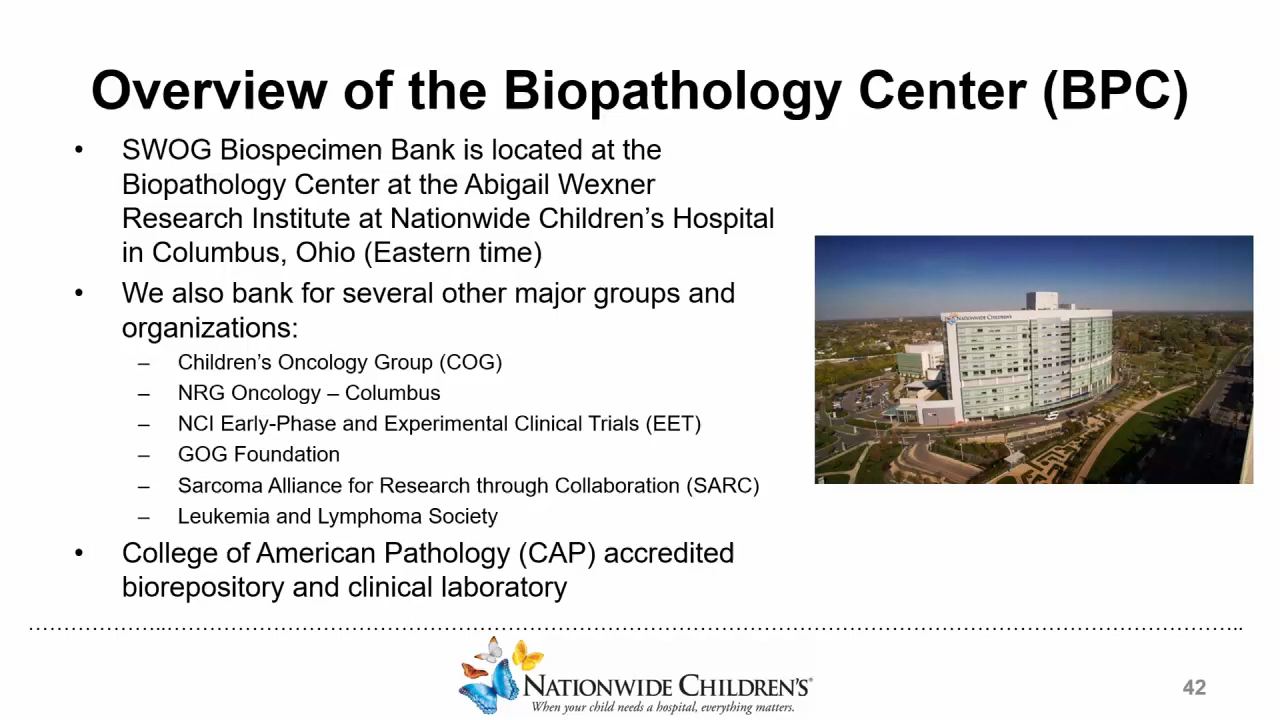 Overview of the Biopathology Center (BPC)
• SWOG Biospecimen Bank is located at the
Biopathology Center at the Abigail Wexner
Research Institute at Nationwide Children’s Hospital
in Columbus, Ohio (Eastern time)
• We also bank for several other major groups and
organizations:
– Children’s Oncology Group (COG)
– NRG Oncology – Columbus
– NCI Early-Phase and Experimental Clinical Trials (EET)
– GOG Foundation
– Sarcoma Alliance for Research through Collaboration (SARC)
– Leukemia and Lymphoma Society
• College of American Pathology (CAP) accredited
biorepository and clinical laboratory
NATIONWIDE CHILDREN'S
NATIONWIDE CHILDREN'S®
When your child needs a hospital, everything matters.
42